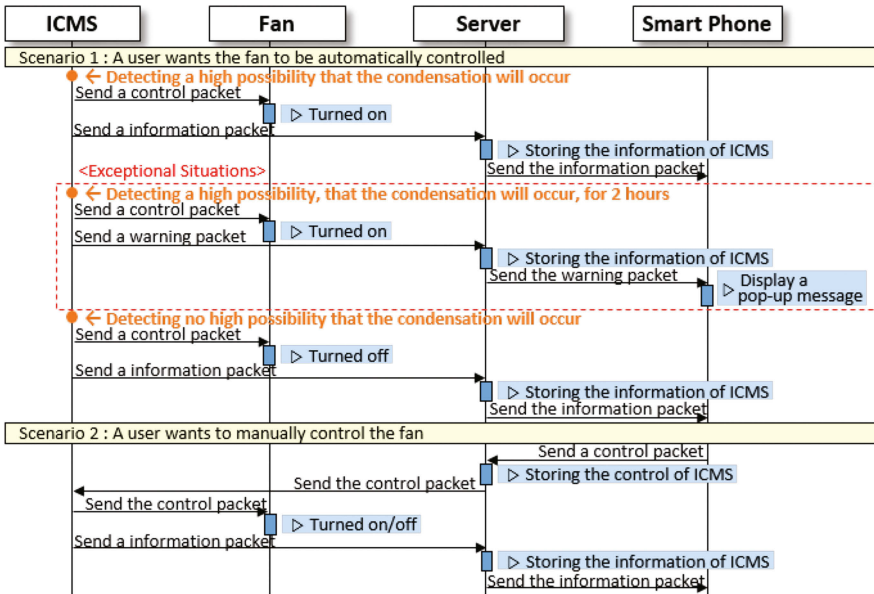 ICMS Fan Server Smart Phone
Scenario 1 : A user wants the fan to be automatically controlled
← Detecting a high possibility that the condensation will occur
Send a control packet
▷ Turned on
Send a information packet
▷ Storing the information of ICMS
Send the information packet
<Exceptional Situations>
← Detecting a high possibility, that the condensation will occur, for 2 hours
Send a control packet
▷ Turned on
Send a warning packet
▷ Storing the information of ICMS
Send the warning packet
▷ Display a
pop-up message
← Detecting no high possibility that the condensation will occur
Send a control packet
▷ Turned off
Send a information packet
▷ Storing the information of ICMS
Send the information packet
Scenario 2 : A user wants to manually control the fan
Send a control packet
▷ Storing the control of ICMS
Send the control packet
Send the control packet
▷ Turned on/off
Send a information packet
▷ Storing the information of ICMS
Send the information packet